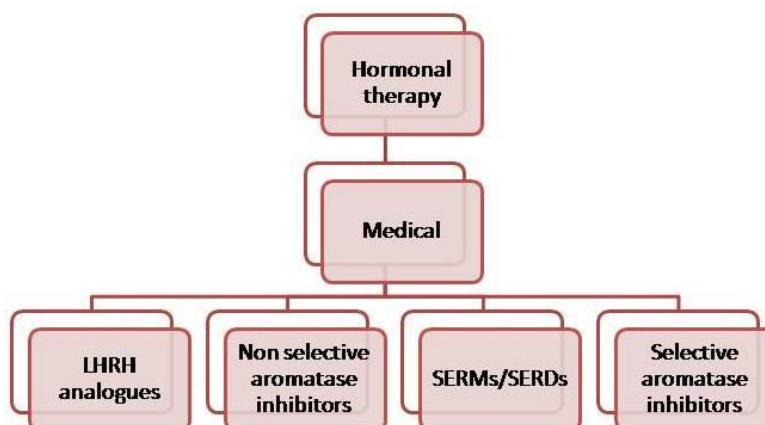 Hormonal
therapy
Medical
LHRH
analogues
Non selective
aromatase
inhibitors
SERMs/SERDs
Selective
aromatase
inhibitors